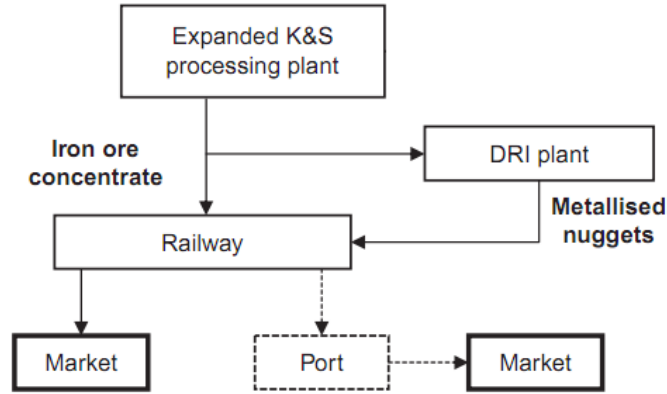 Expanded K&S
processing plant
Iron ore
concentrate
DRI plant
Metallised
nuggets
Railway
Market
Port
Market